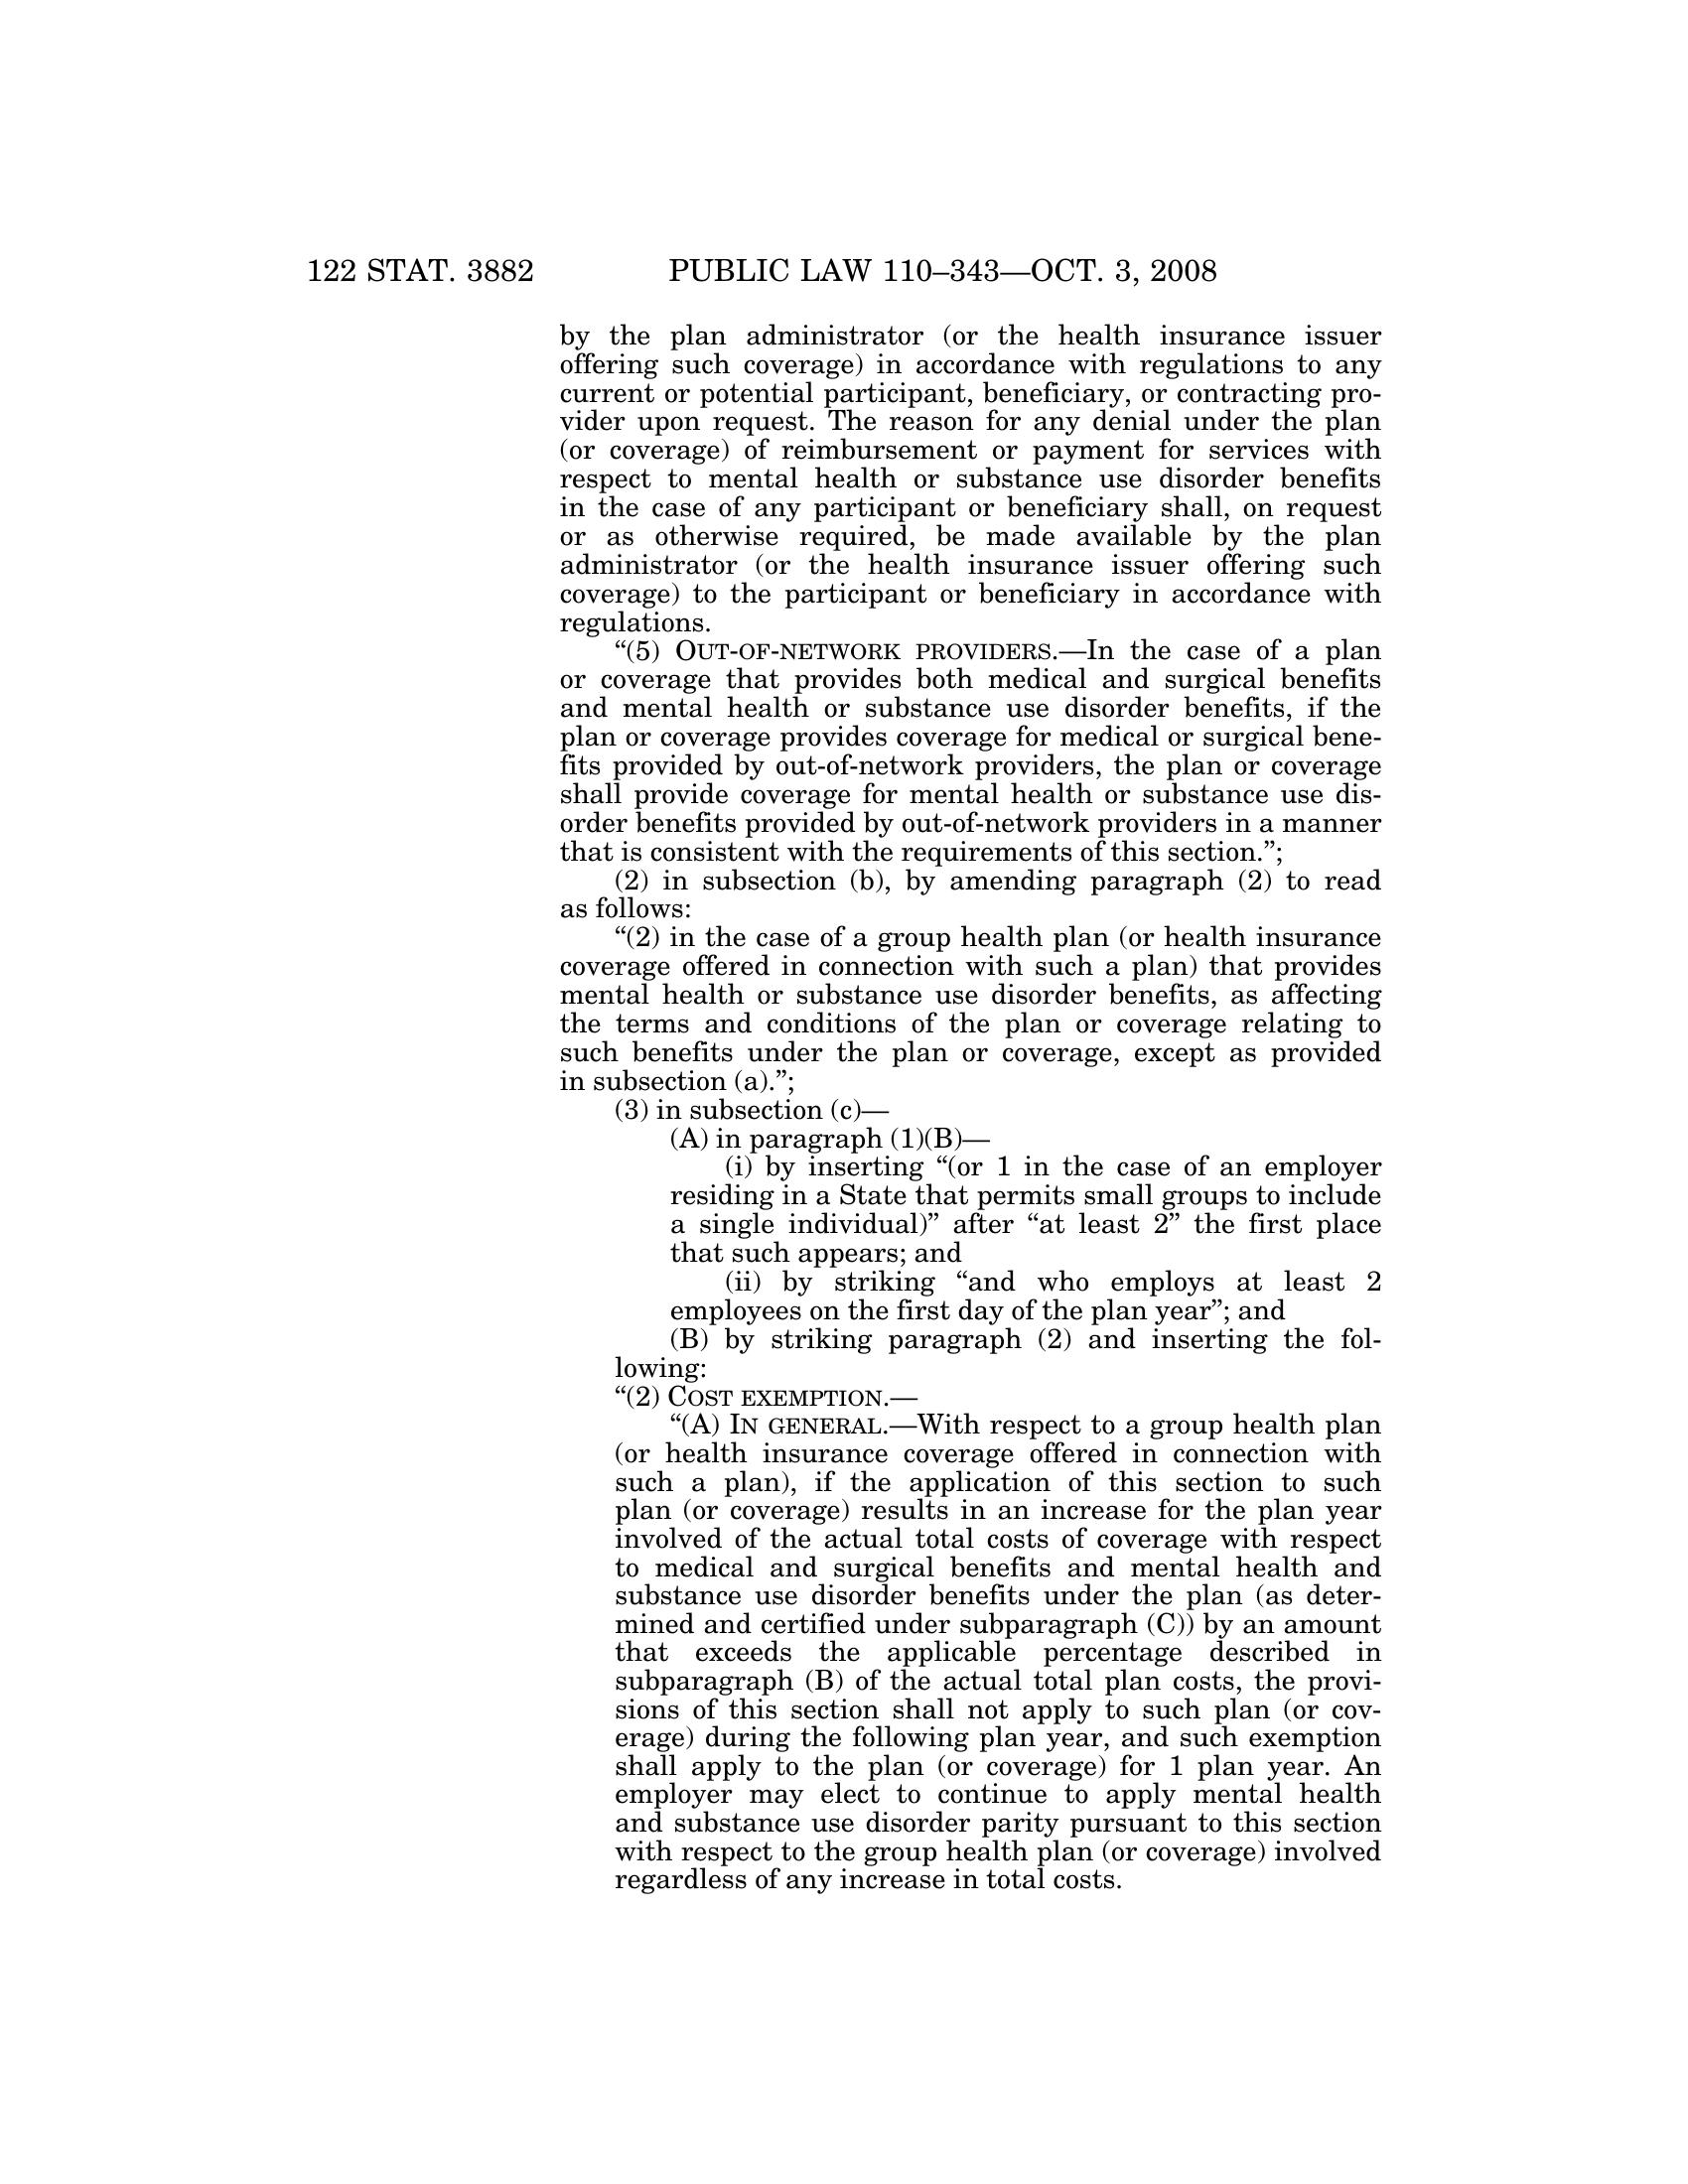 122 STAT. 3882 PUBLIC LAW 110–343—OCT. 3, 2008
by the plan administrator (or the health insurance issuer
offering such coverage) in accordance with regulations to any
current or potential participant, beneficiary, or contracting pro-
vider upon request. The reason for any denial under the plan
(or coverage) of reimbursement or payment for services with
respect to mental health or substance use disorder benefits
in the case of any participant or beneficiary shall, on request
or as otherwise required, be made available by the plan
administrator (or the health insurance issuer offering such
coverage) to the participant or beneficiary in accordance with
regulations.
“(5) OUT-OF-NETWORK PROVIDERS.—In the case of a plan
or coverage that provides both medical and surgical benefits
and mental health or substance use disorder benefits, if the
plan or coverage provides coverage for medical or surgical bene-
fits provided by out-of-network providers, the plan or coverage
shall provide coverage for mental health or substance use dis-
order benefits provided by out-of-network providers in a manner
that is consistent with the requirements of this section.”;
(2) in subsection (b), by amending paragraph (2) to read
as follows:
“(2) in the case of a group health plan (or health insurance
coverage offered in connection with such a plan) that provides
mental health or substance use disorder benefits, as affecting
the terms and conditions of the plan or coverage relating to
such benefits under the plan or coverage, except as provided
in subsection (a).”;
(3) in subsection (c)—
(A) in paragraph (1)(B)—
(i) by inserting “(or 1 in the case of an employer
residing in a State that permits small groups to include
a single individual)” after “at least 2” the first place
that such appears; and
(ii) by striking “and who employs at least 2
employees on the first day of the plan year”; and
(B) by striking paragraph (2) and inserting the fol-
lowing:
“(2) COST EXEMPTION.—
“(A) IN GENERAL.—With respect to a group health plan
(or health insurance coverage offered in connection with
such a plan), if the application of this section to such
plan (or coverage) results in an increase for the plan year
involved of the actual total costs of coverage with respect
to medical and surgical benefits and mental health and
substance use disorder benefits under the plan (as deter-
mined and certified under subparagraph (C)) by an amount
that exceeds the applicable percentage described in
subparagraph (B) of the actual total plan costs, the provi-
sions of this section shall not apply to such plan (or cov-
erage) during the following plan year, and such exemption
shall apply to the plan (or coverage) for 1 plan year. An
employer may elect to continue to apply mental health
and substance use disorder parity pursuant to this section
with respect to the group health plan (or coverage) involved
regardless of any increase in total costs.